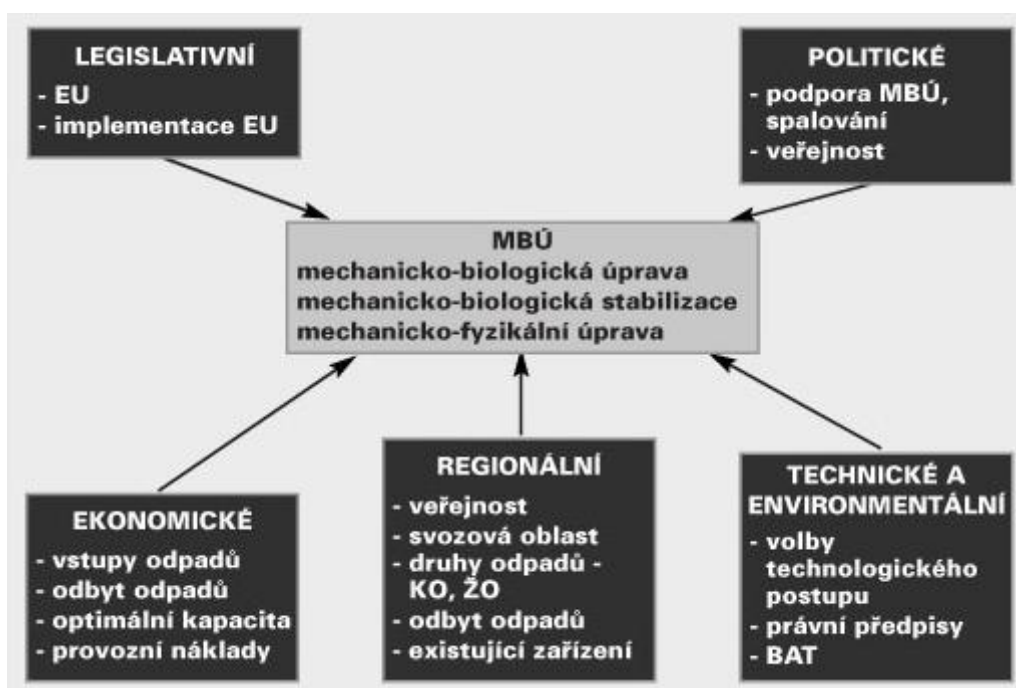 LEGISLATIVNÍ
- EU
- implementace EU
POLITICKÉ
- podpora MBÚ,
spalování
- veřejnost
MBÚ
mechanicko-biologická úprava
mechanicko-biologická stabilizace
mechanicko-fyzikální úprava
EKONOMICKÉ
- vstupy odpadů
- odbyt odpadů
- optimální kapacita
- provozní náklady
REGIONÁLNÍ
- veřejnost
- svozová oblast
- druhy odpadů -
KO, ŽO
- odbyt odpadů
- existující zařízení
TECHNICKÉ A
ENVIRONMENTÁLNÍ
- volby
technologického
postupu
- právní předpisy
- BAT